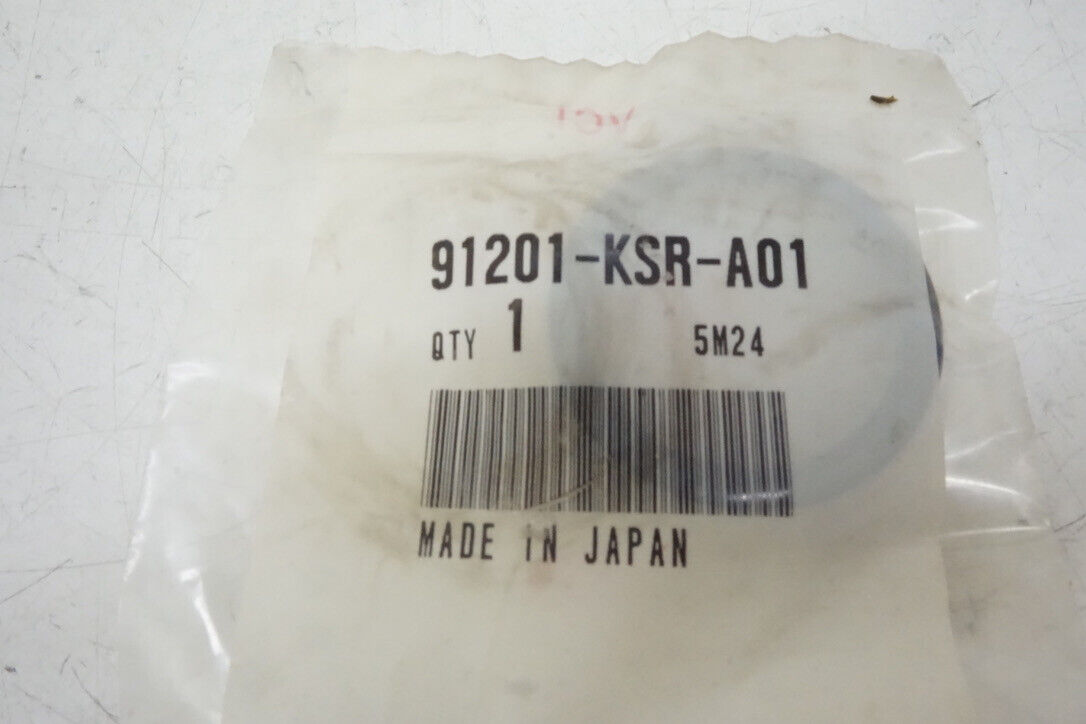 91201-KSR-A01
QTY 1 5M24
MADE IN JAPAN